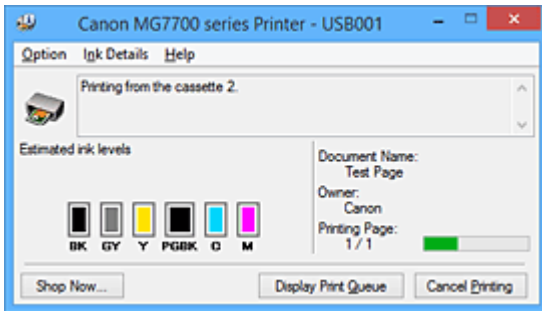 Canon MG7700 series Printer - USB001
Option Ink Details Help
Printing from the cassette 2.
Estimated ink levels
Document Name:
Test Page
Owner:
Canon
Printing Page:
1 / 1
BK GY Y PGBK C M
Shop Now... Display Print Queue Cancel Printing